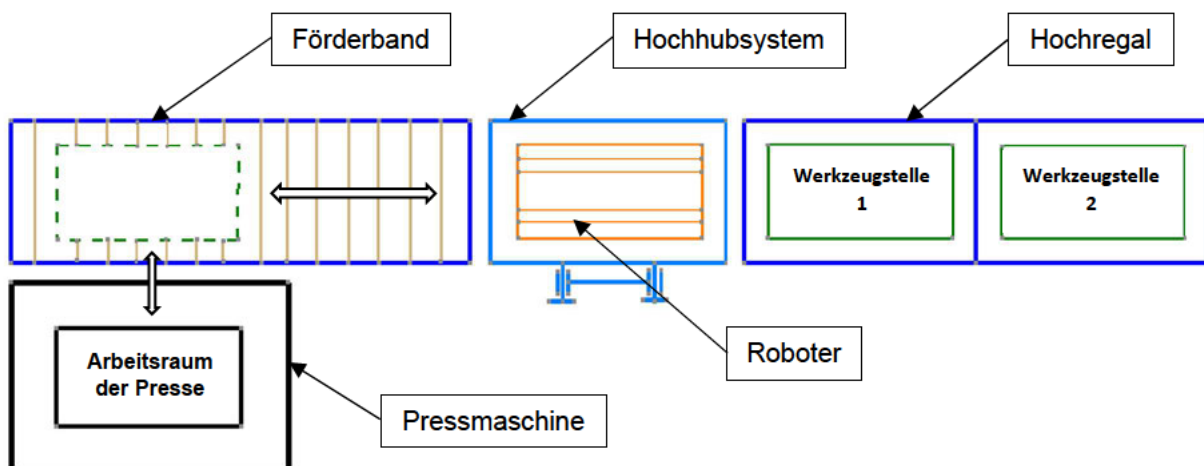 Förderband
Hochhubsystem
Hochregal
Werkzeugstelle
1
Werkzeugstelle
2
Roboter
Arbeitsraum
der Presse
Pressmaschine